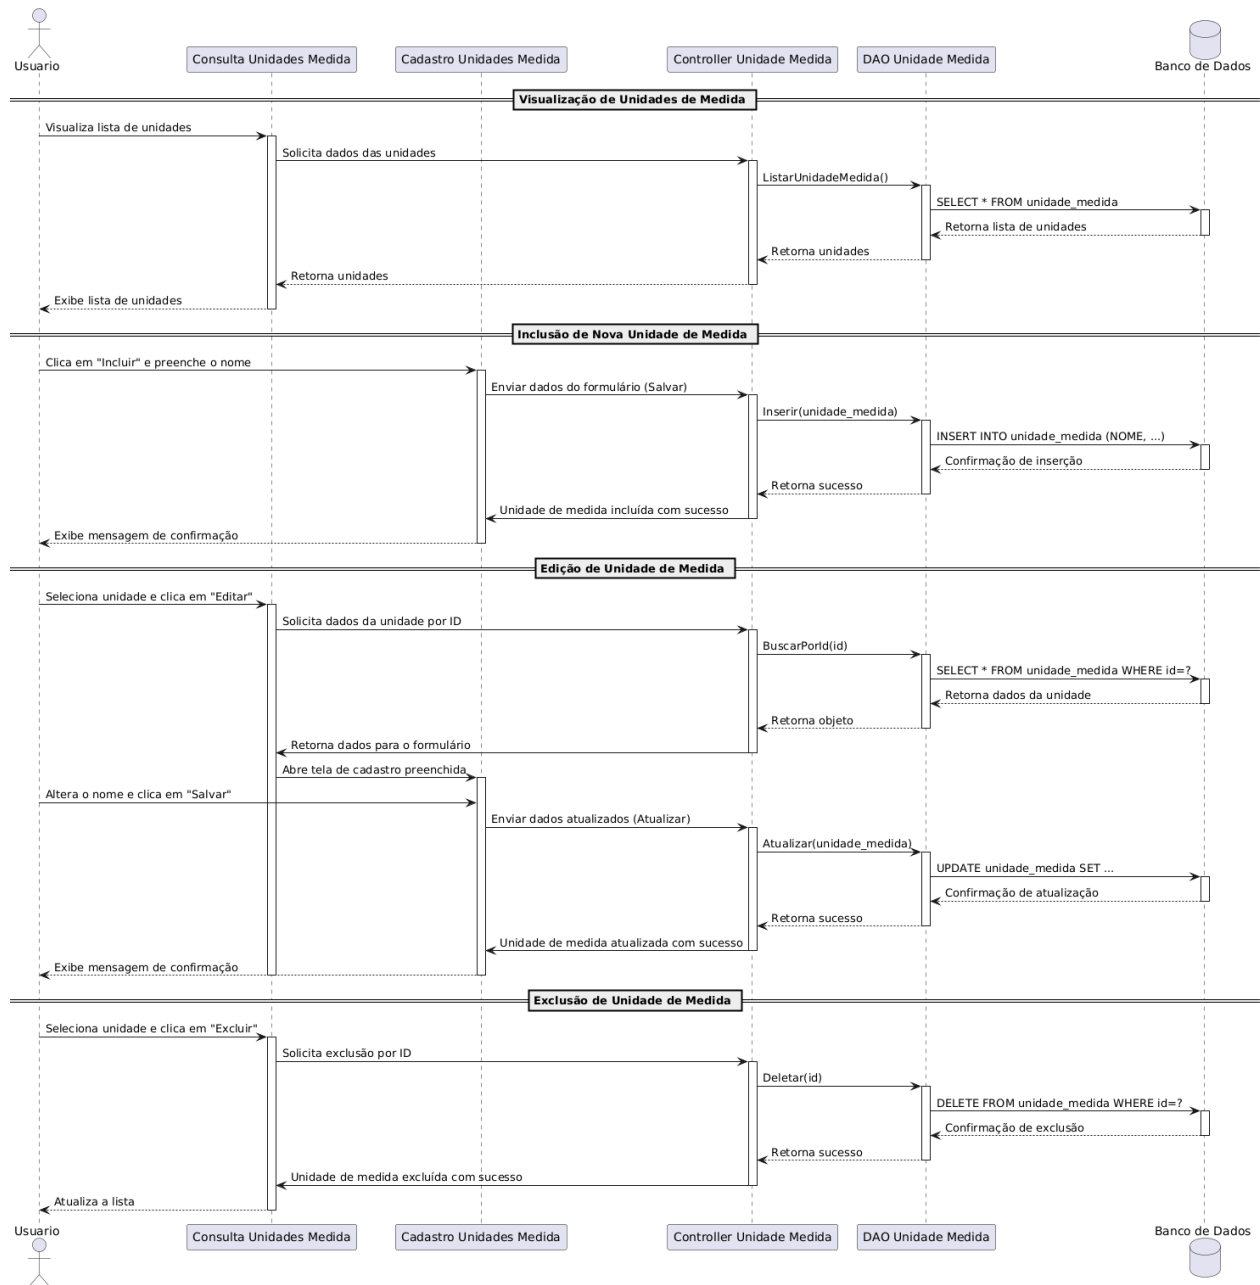 Usuario
Consulta Unidades Medida
Cadastro Unidades Medida
Controller Unidade Medida
DAO Unidade Medida
Banco de Dados
Visualização de Unidades de Medida
Visualiza lista de unidades
Solicita dados das unidades
ListarUnidadeMedida()
SELECT * FROM unidade_medida
Retorna lista de unidades
Retorna unidades
Retorna unidades
Exibe lista de unidades
Inclusão de Nova Unidade de Medida
Clica em "Incluir" e preenche o nome
Enviar dados do formulário (Salvar)
Inserir(unidade_medida)
INSERT INTO unidade_medida (NOME, ...)
Confirmação de inserção
Retorna sucesso
Unidade de medida incluída com sucesso
Exibe mensagem de confirmação
Edição de Unidade de Medida
Seleciona unidade e clica em "Editar"
Solicita dados da unidade por ID
BuscarPorId(id)
SELECT * FROM unidade_medida WHERE id=?
Retorna dados da unidade
Retorna objeto
Retorna dados para o formulário
Abre tela de cadastro preenchida
Altera o nome e clica em "Salvar"
Enviar dados atualizados (Atualizar)
Atualizar(unidade_medida)
UPDATE unidade_medida SET ...
Confirmação de atualização
Retorna sucesso
Unidade de medida atualizada com sucesso
Exibe mensagem de confirmação
Exclusão de Unidade de Medida
Seleciona unidade e clica em "Excluir"
Solicita exclusão por ID
Deletar(id)
DELETE FROM unidade_medida WHERE id=?
Confirmação de exclusão
Retorna sucesso
Unidade de medida excluída com sucesso
Atualiza a lista
Usuario
Consulta Unidades Medida
Cadastro Unidades Medida
Controller Unidade Medida
DAO Unidade Medida
Banco de Dados